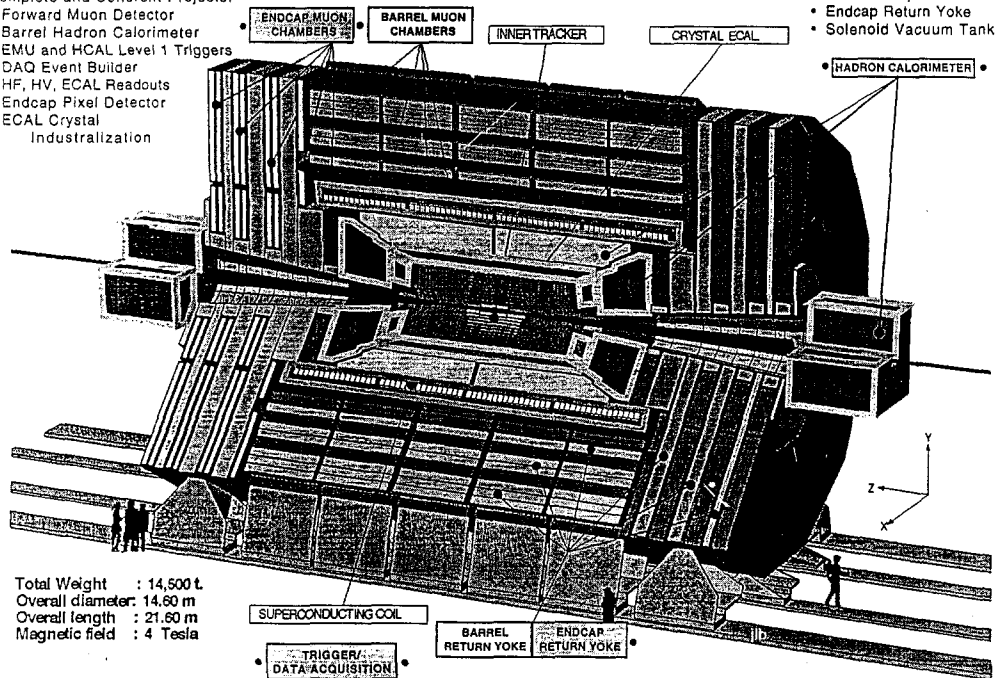 Forward Muon Detector
Barrel Hadron Calorimeter
EMU and HCAL Level 1 Triggers
DAQ Event Builder
HF, HV, ECAL Readouts
Endcap Pixel Detector
ECAL Crystal
Industralization
• ENDCAP MUON
CHAMBERS •
BARREL MUON
CHAMBERS
INNER TRACKER
CRYSTAL ECAL
• Endcap Return Yoke
• Solenoid Vacuum Tank
• HADRON CALORIMETER •
Y
Z
X
Total Weight : 14,500 t.
Overall diameter: 14.60 m
Overall length : 21.60 m
Magnetic field : 4 Tesla
SUPERCONDUCTING COIL
BARREL
RETURN YOKE
ENDCAP
RETURN YOKE •
• TRIGGER/
DATA ACQUISITION •
jlb